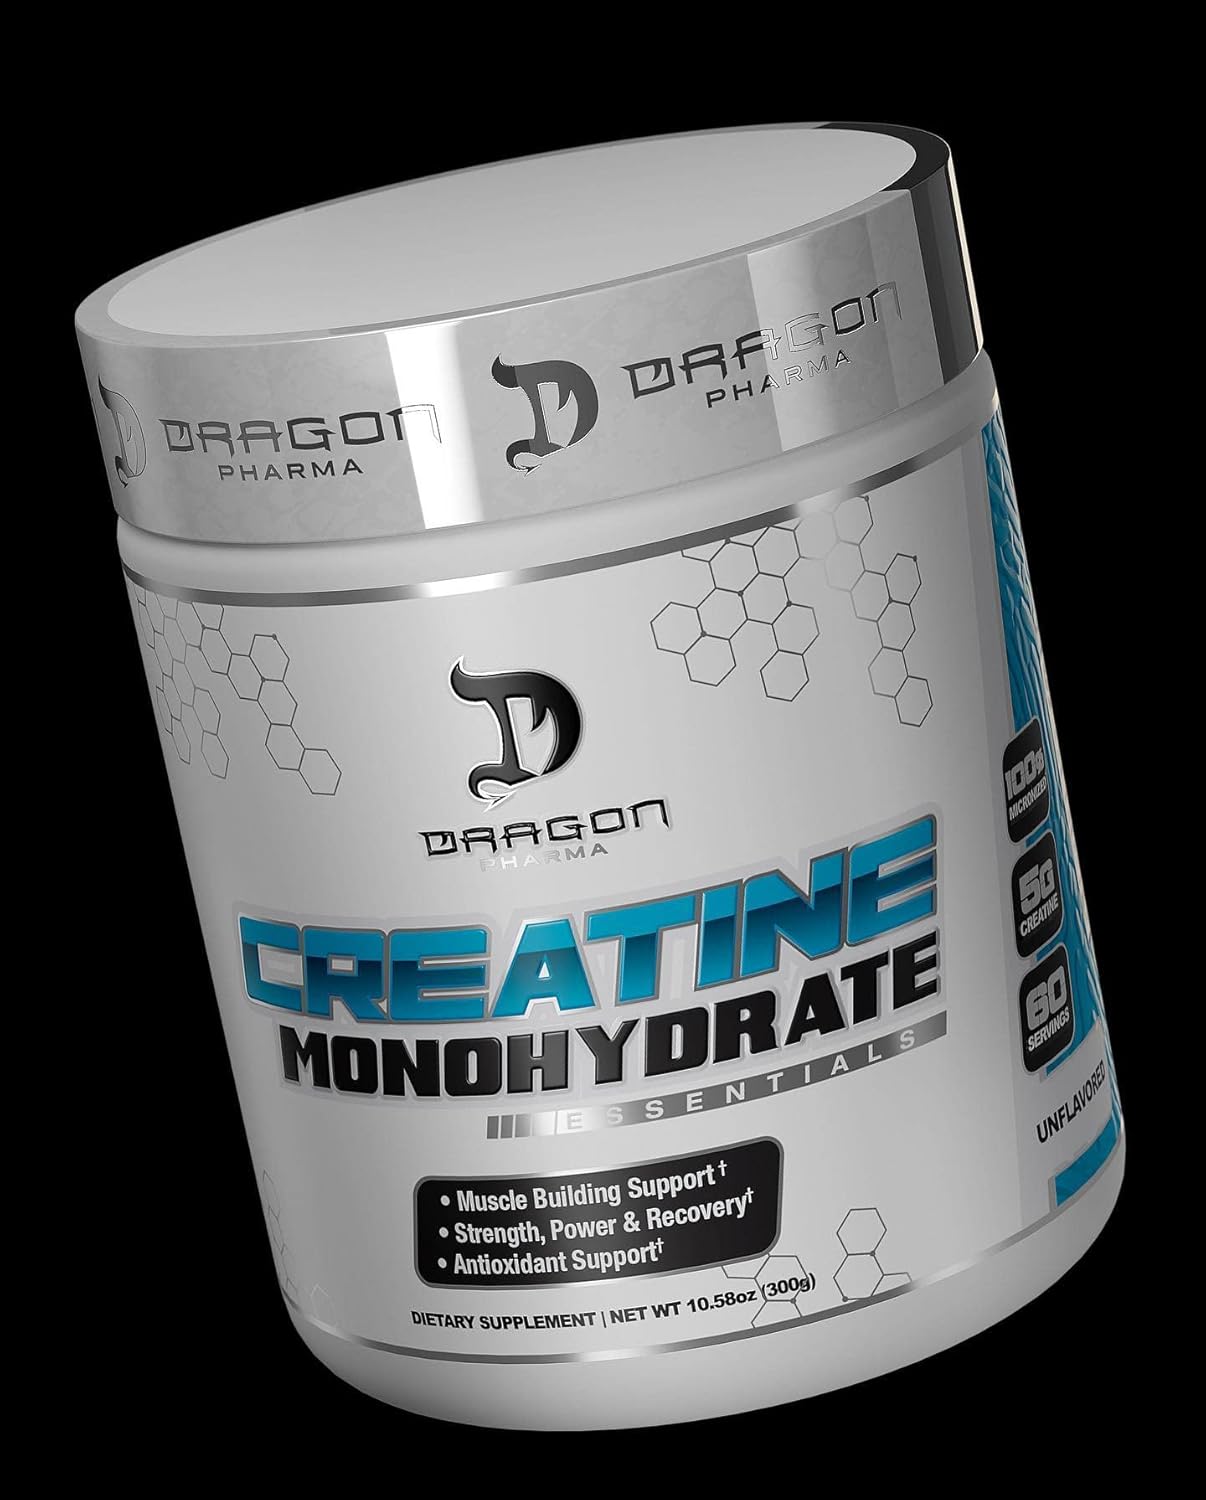 DRAGON
PHARMA
DRAGON
PHARMA
DRAGON
PHARMA
CREATINE
MONOHYDRATE
ESSENTIALS
• Muscle Building Support†
• Strength, Power & Recovery†
• Antioxidant Support†
DIETARY SUPPLEMENT | NET WT 10.58oz (300g)
100%
MICRONIZED
5G
CREATINE
60
SERVINGS
UNFLAVORED